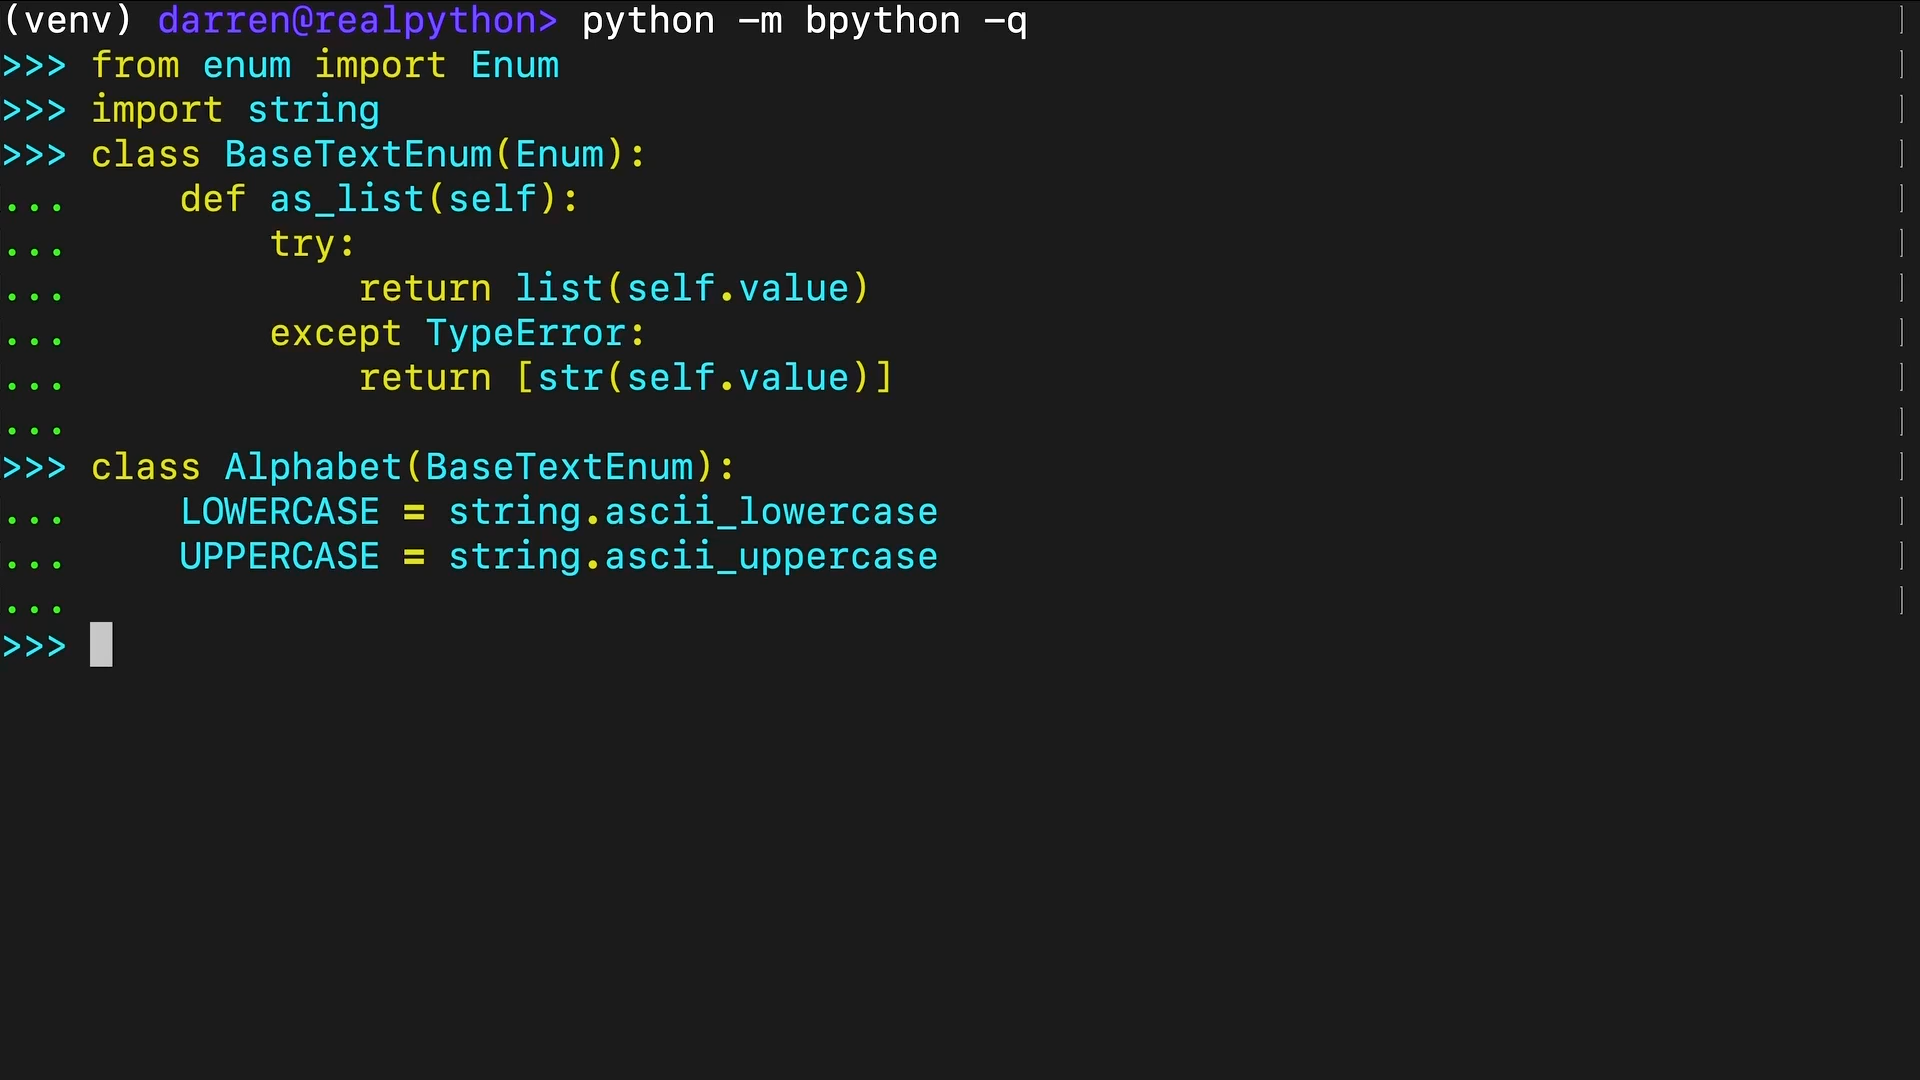 (venv) darren@realpython> python -m bpython -q
>>> from enum import Enum
>>> import string
>>> class BaseTextEnum(Enum):
...     def as_list(self):
...         try:
...             return list(self.value)
...         except TypeError:
...             return [str(self.value)]
...
>>> class Alphabet(BaseTextEnum):
...     LOWERCASE = string.ascii_lowercase
...     UPPERCASE = string.ascii_uppercase
...
>>>